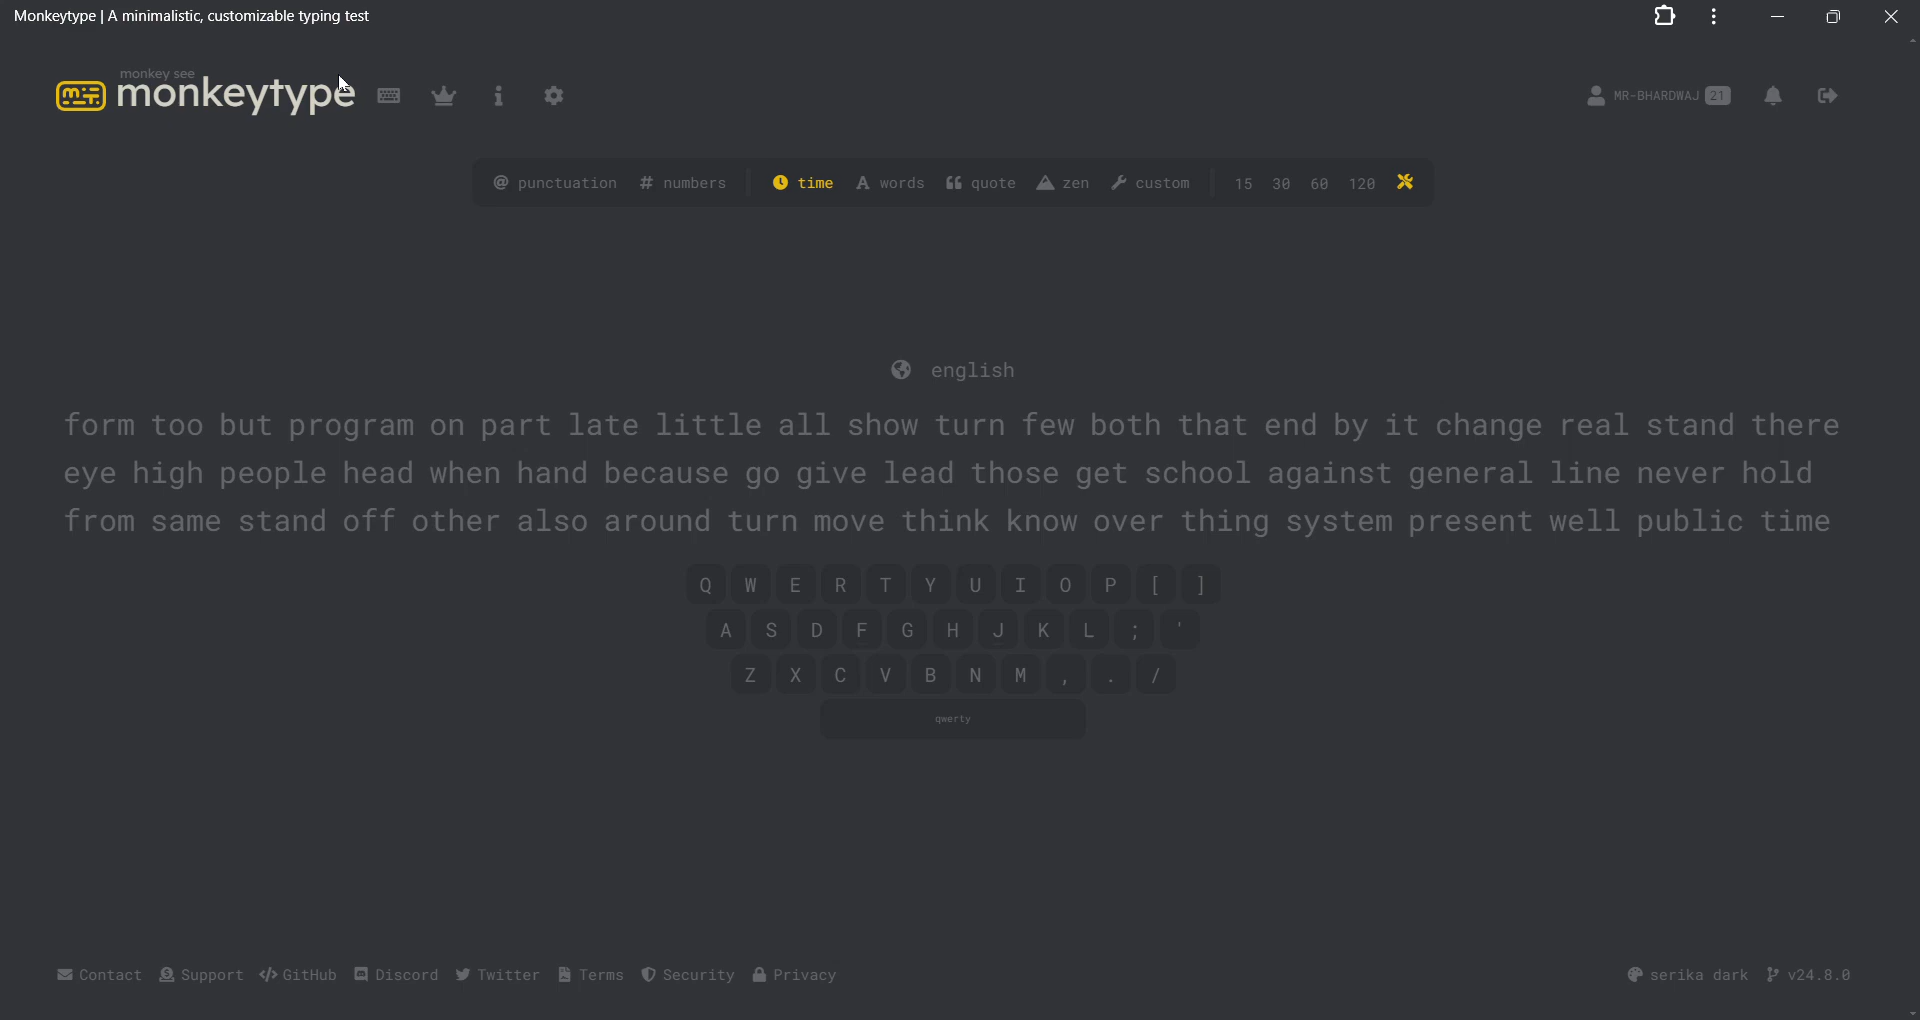 Monkeytype | A minimalistic, customizable typing test
monkey see
monkeytype
MR-BHARDWAJ 21
@ punctuation # numbers time A words quote zen custom 15 30 60 120
english
form too but program on part late little all show turn few both that end by it change real stand there
eye high people head when hand because go give lead those get school against general line never hold
from same stand off other also around turn move think know over thing system present well public time
Q W E R T Y U I O P [ ]
A S D F G H J K L ; '
Z X C V B N M , . /
qwerty
Contact Support GitHub Discord Twitter Terms Security Privacy serika dark v24.8.0